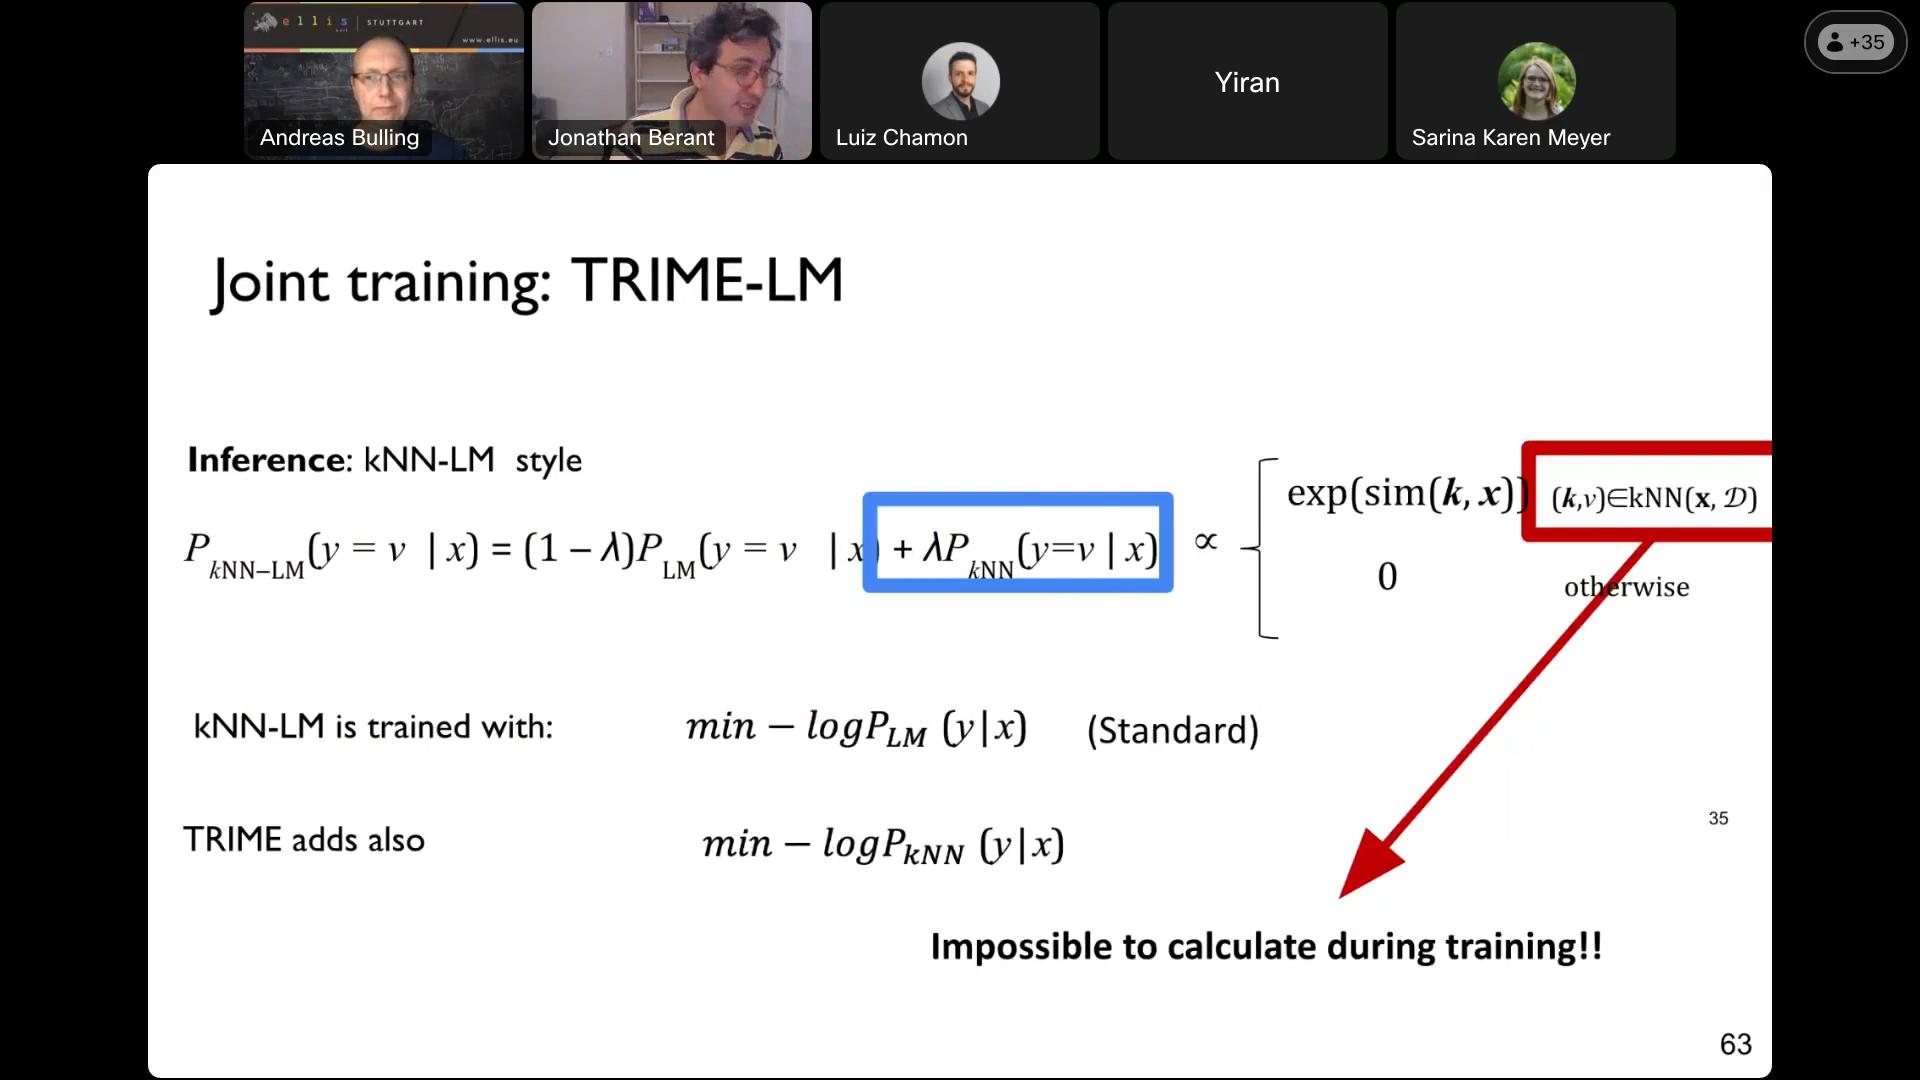 ellis | STUTTGART
unit
www.ellis.eu
Andreas Bulling
Jonathan Berant
Luiz Chamon
Yiran
Sarina Karen Meyer
+35
Joint training: TRIME-LM
Inference: kNN-LM style
P_kNN–LM(y = v | x) = (1 – λ)P_LM(y = v | x) + λP_kNN(y=v | x) ∝ { exp(sim(k, x)) (k,v)∈kNN(x, 𝒟)
0 otherwise
kNN-LM is trained with: min – logP_LM (y|x) (Standard)
35
TRIME adds also min – logP_kNN (y|x)
Impossible to calculate during training!!
63